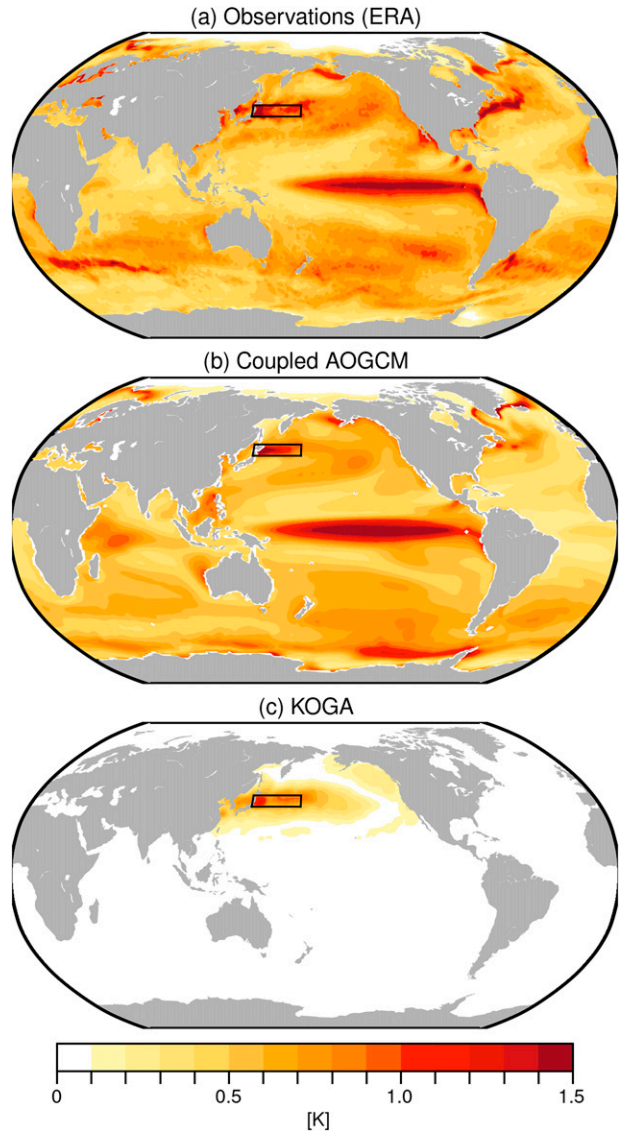 (a) Observations (ERA)
(b) Coupled AOGCM
(c) KOGA
0 0.5 1.0 1.5
[K]